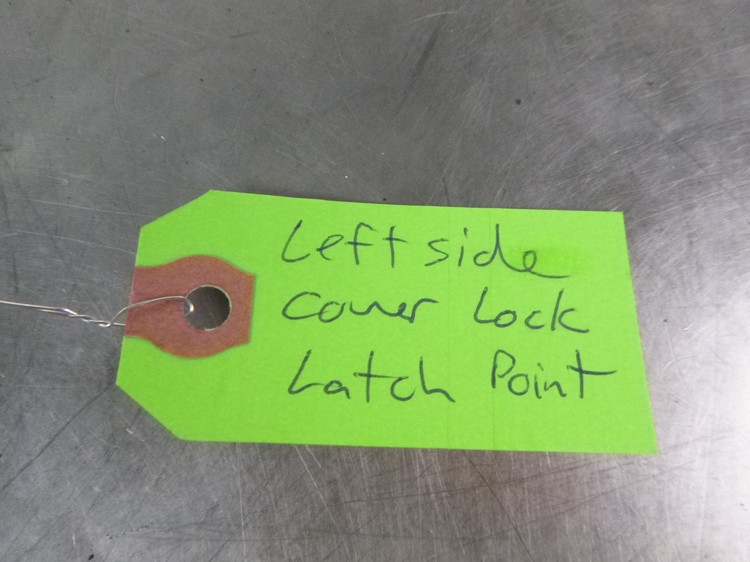 Left side
Cover Lock
Latch Point